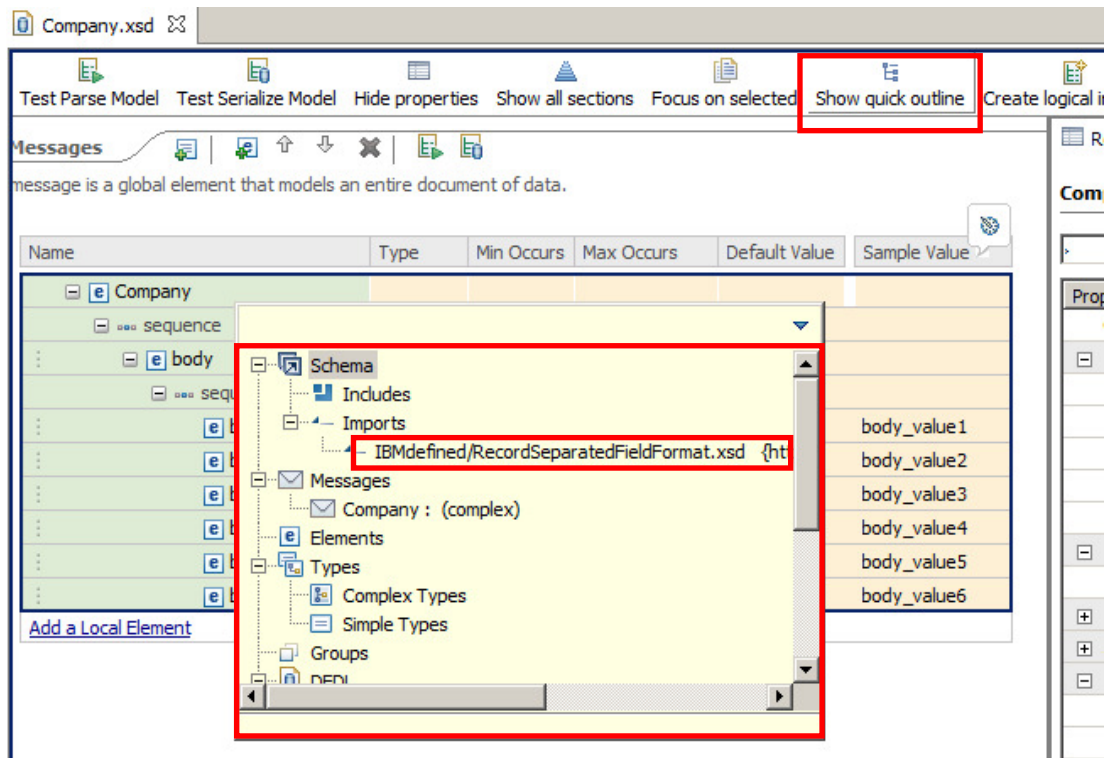 Company.xsd
Test Parse Model Test Serialize Model Hide properties Show all sections Focus on selected Show quick outline Create logical
Messages
message is a global element that models an entire document of data.
Name Type Min Occurs Max Occurs Default Value Sample Value
Company
sequence
body
Schema
Includes
Imports
IBMdefined/RecordSeparatedFieldFormat.xsd {ht
Messages
Company : (complex)
Elements
Types
Complex Types
Simple Types
Groups
DFDL
body_value1
body_value2
body_value3
body_value4
body_value5
body_value6
Add a Local Element
Com
Prop